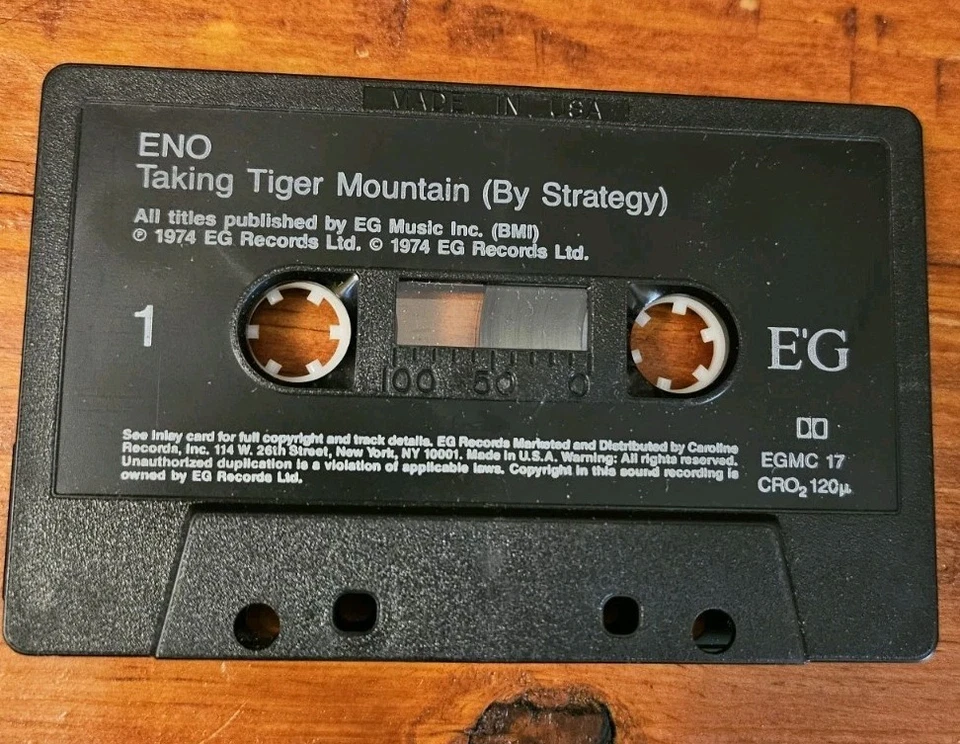 MADE IN USA
ENO
Taking Tiger Mountain (By Strategy)
All titles published by EG Music Inc. (BMI)
℗ 1974 EG Records Ltd. © 1974 EG Records Ltd.
1
100 50 0
E'G
See inlay card for full copyright and track details. EG Records Marketed and Distributed by Caroline
Records, Inc. 114 W. 26th Street, New York, NY 10001. Made in U.S.A. Warning: All rights reserved.
Unauthorized duplication is a violation of applicable laws. Copyright in this sound recording is
owned by EG Records Ltd.
EGMC 17
CRO₂ 120µ